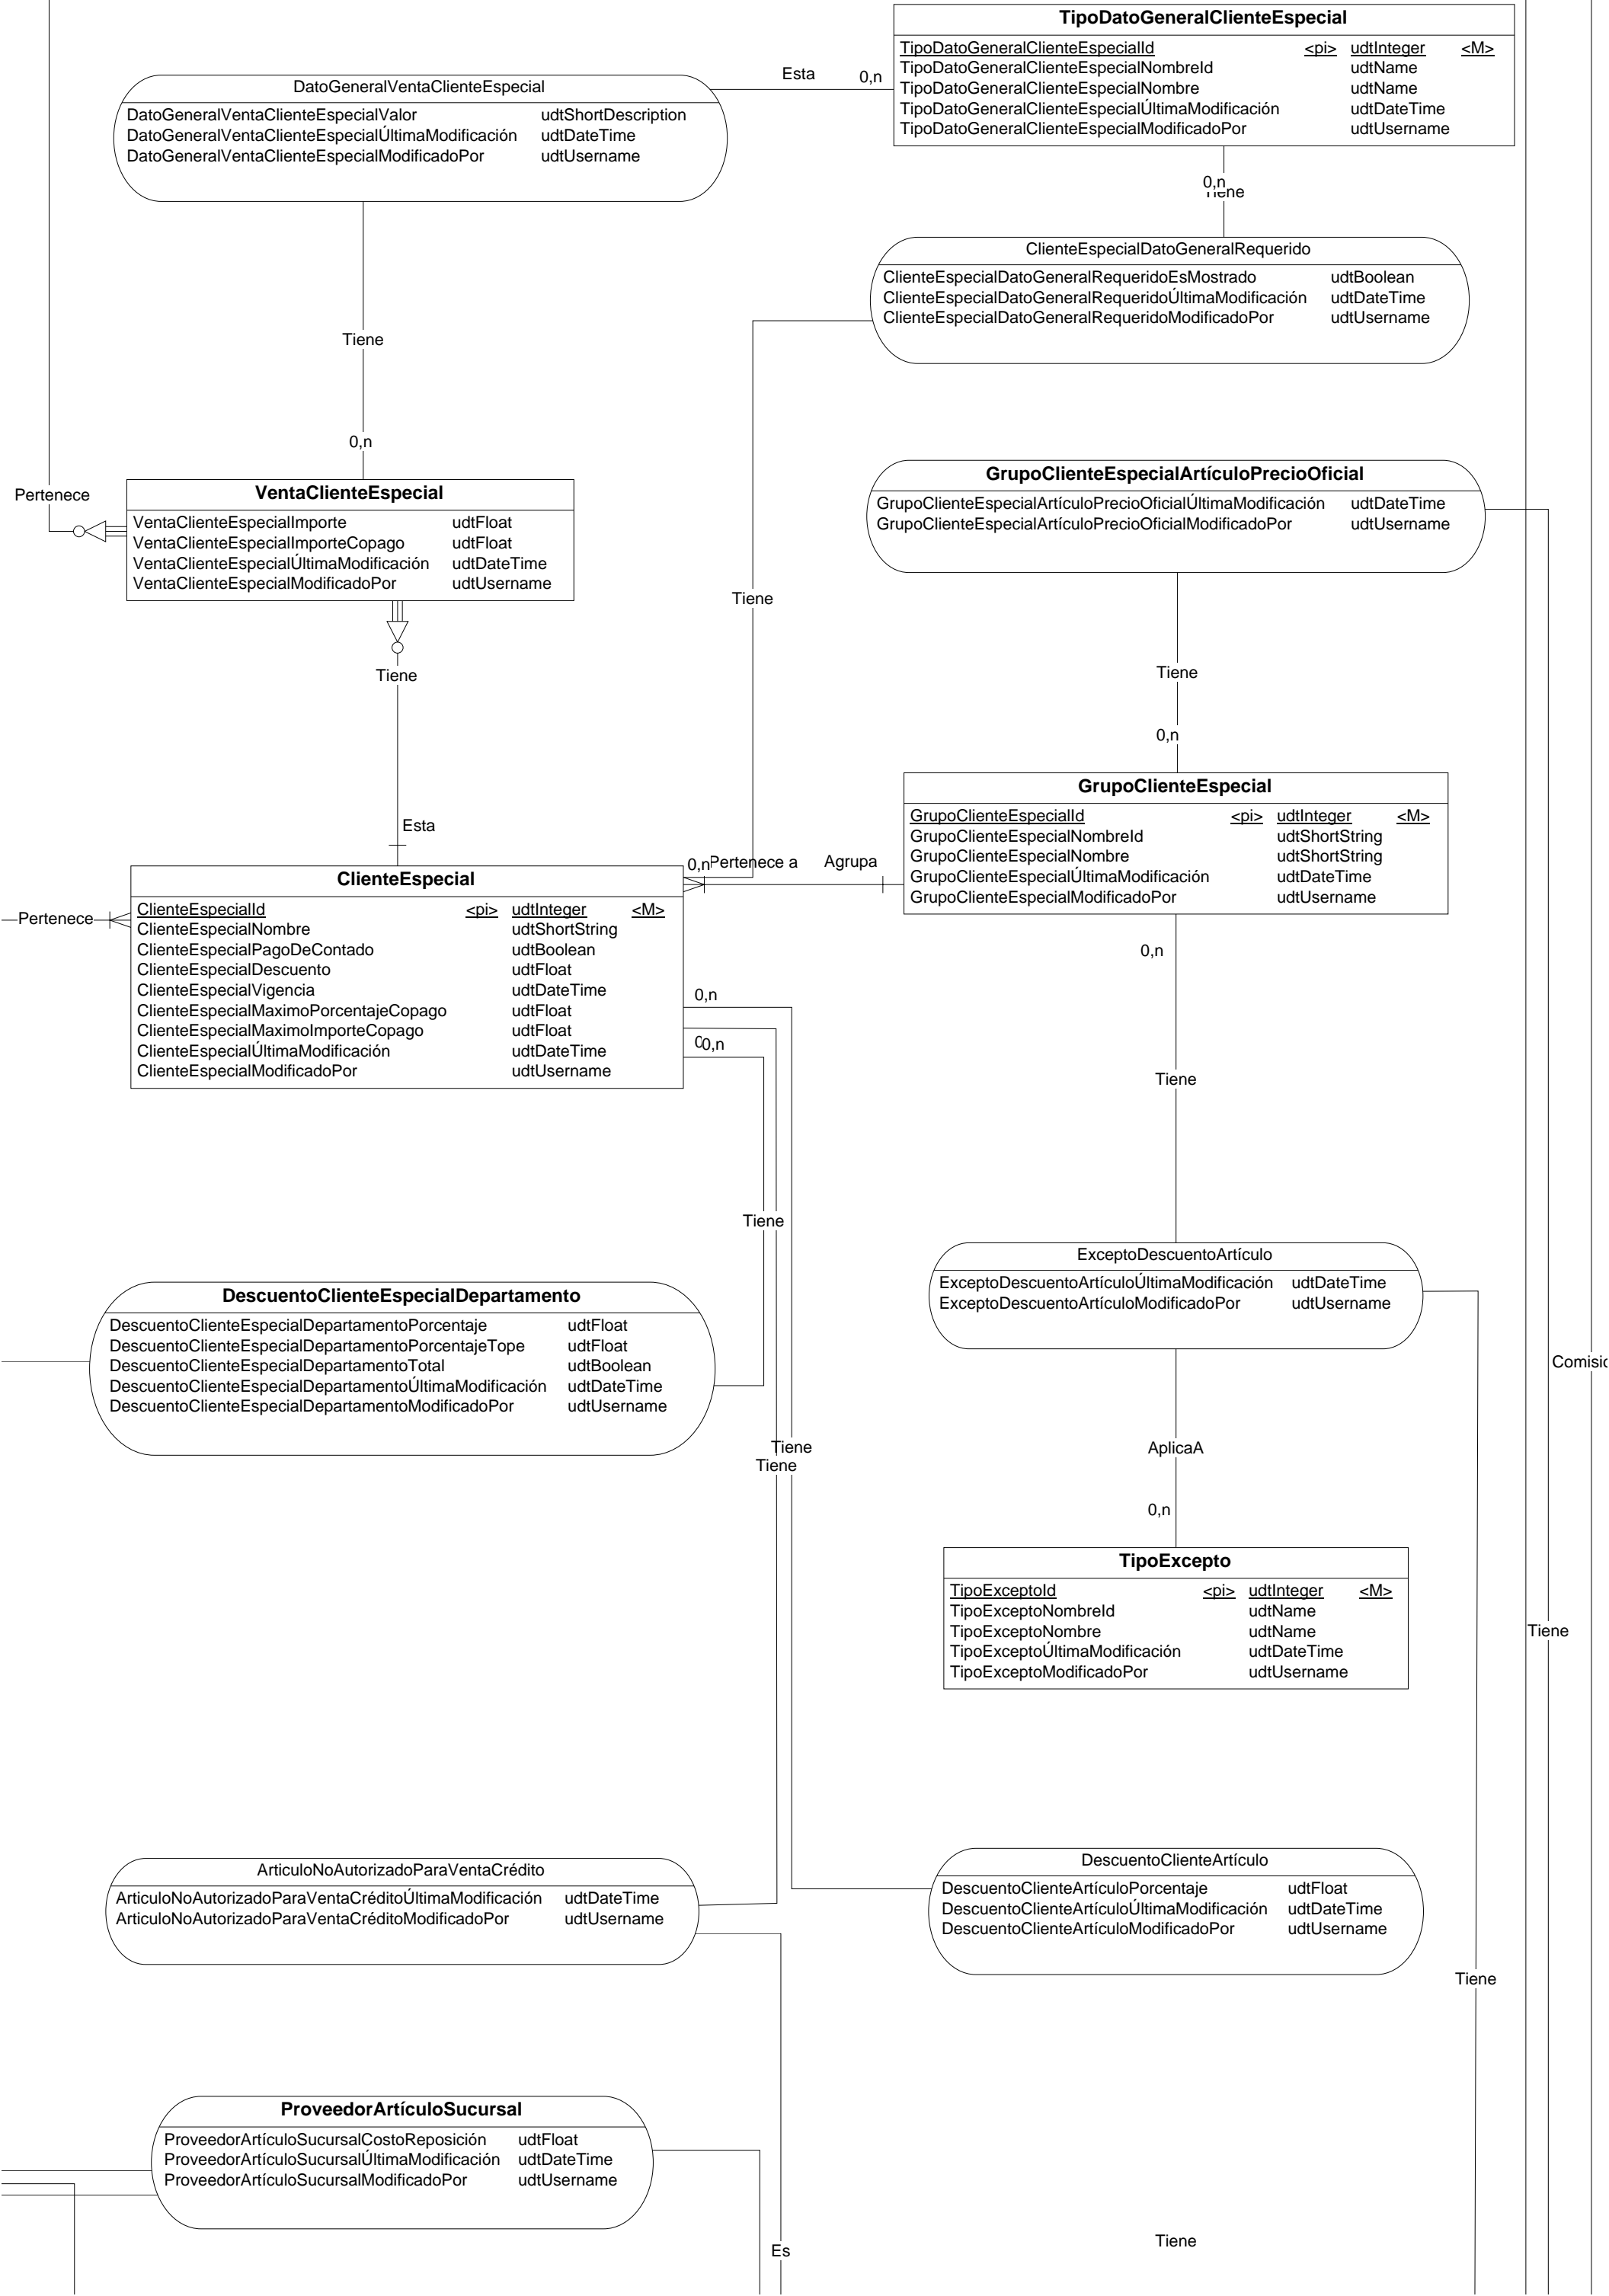 TipoDatoGeneralClienteEspecial
TipoDatoGeneralClienteEspecialId <pi> udtInteger <M>
TipoDatoGeneralClienteEspecialNombreId udtName
TipoDatoGeneralClienteEspecialNombre udtName
TipoDatoGeneralClienteEspecialÚltimaModificación udtDateTime
TipoDatoGeneralClienteEspecialModificadoPor udtUsername
Esta
0,n
DatoGeneralVentaClienteEspecial
DatoGeneralVentaClienteEspecialValor udtShortDescription
DatoGeneralVentaClienteEspecialÚltimaModificación udtDateTime
DatoGeneralVentaClienteEspecialModificadoPor udtUsername
0,n
Tiene
ClienteEspecialDatoGeneralRequerido
ClienteEspecialDatoGeneralRequeridoEsMostrado udtBoolean
ClienteEspecialDatoGeneralRequeridoÚltimaModificación udtDateTime
ClienteEspecialDatoGeneralRequeridoModificadoPor udtUsername
Tiene
0,n
Pertenece
VentaClienteEspecial
VentaClienteEspecialImporte udtFloat
VentaClienteEspecialImporteCopago udtFloat
VentaClienteEspecialÚltimaModificación udtDateTime
VentaClienteEspecialModificadoPor udtUsername
GrupoClienteEspecialArtículoPrecioOficial
GrupoClienteEspecialArtículoPrecioOficialÚltimaModificación udtDateTime
GrupoClienteEspecialArtículoPrecioOficialModificadoPor udtUsername
Tiene
Tiene
Tiene
0,n
Esta
GrupoClienteEspecial
GrupoClienteEspecialId <pi> udtInteger <M>
GrupoClienteEspecialNombreId udtShortString
GrupoClienteEspecialNombre udtShortString
GrupoClienteEspecialÚltimaModificación udtDateTime
GrupoClienteEspecialModificadoPor udtUsername
0,n
Pertenece a
Agrupa
Pertenece
ClienteEspecial
ClienteEspecialId <pi> udtInteger <M>
ClienteEspecialNombre udtShortString
ClienteEspecialPagoDeContado udtBoolean
ClienteEspecialDescuento udtFloat
ClienteEspecialVigencia udtDateTime
ClienteEspecialMaximoPorcentajeCopago udtFloat
ClienteEspecialMaximoImporteCopago udtFloat
ClienteEspecialÚltimaModificación udtDateTime
ClienteEspecialModificadoPor udtUsername
0,n
0,n
0,n
Tiene
Tiene
ExceptoDescuentoArtículo
ExceptoDescuentoArtículoÚltimaModificación udtDateTime
ExceptoDescuentoArtículoModificadoPor udtUsername
DescuentoClienteEspecialDepartamento
DescuentoClienteEspecialDepartamentoPorcentaje udtFloat
DescuentoClienteEspecialDepartamentoPorcentajeTope udtFloat
DescuentoClienteEspecialDepartamentoTotal udtBoolean
DescuentoClienteEspecialDepartamentoÚltimaModificación udtDateTime
DescuentoClienteEspecialDepartamentoModificadoPor udtUsername
Tiene
Tiene
AplicaA
0,n
TipoExcepto
TipoExceptoId <pi> udtInteger <M>
TipoExceptoNombreId udtName
TipoExceptoNombre udtName
TipoExceptoÚltimaModificación udtDateTime
TipoExceptoModificadoPor udtUsername
Tiene
ArticuloNoAutorizadoParaVentaCrédito
ArticuloNoAutorizadoParaVentaCréditoÚltimaModificación udtDateTime
ArticuloNoAutorizadoParaVentaCréditoModificadoPor udtUsername
DescuentoClienteArtículo
DescuentoClienteArtículoPorcentaje udtFloat
DescuentoClienteArtículoÚltimaModificación udtDateTime
DescuentoClienteArtículoModificadoPor udtUsername
Tiene
ProveedorArtículoSucursal
ProveedorArtículoSucursalCostoReposición udtFloat
ProveedorArtículoSucursalÚltimaModificación udtDateTime
ProveedorArtículoSucursalModificadoPor udtUsername
Es
Tiene